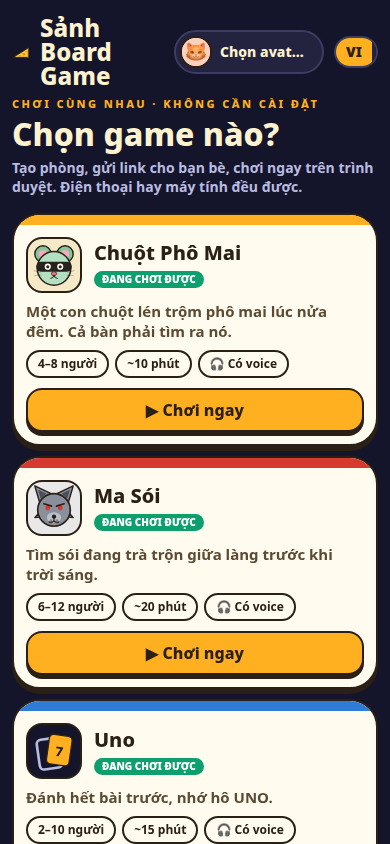 Sảnh
Board
Game
Chọn avat...
VI
CHƠI CÙNG NHAU · KHÔNG CẦN CÀI ĐẶT
Chọn game nào?
Tạo phòng, gửi link cho bạn bè, chơi ngay trên trình
duyệt. Điện thoại hay máy tính đều được.
Chuột Phô Mai
ĐANG CHƠI ĐƯỢC
Một con chuột lén trộm phô mai lúc nửa
đêm. Cả bàn phải tìm ra nó.
4–8 người
~10 phút
🎧 Có voice
▶ Chơi ngay
Ma Sói
ĐANG CHƠI ĐƯỢC
Tìm sói đang trà trộn giữa làng trước khi
trời sáng.
6–12 người
~20 phút
🎧 Có voice
▶ Chơi ngay
7
Uno
ĐANG CHƠI ĐƯỢC
Đánh hết bài trước, nhớ hô UNO.
2–10 người
~15 phút
🎧 Có voice